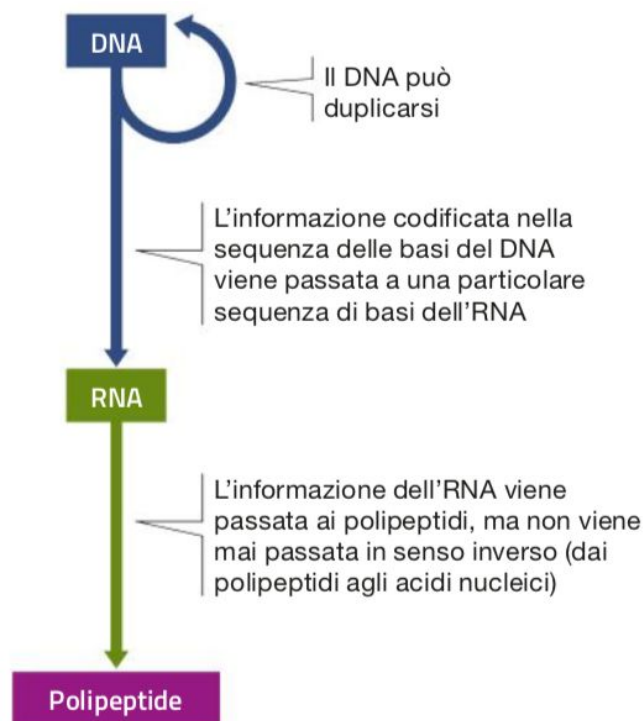 DNA
Il DNA può
duplicarsi
L’informazione codificata nella
sequenza delle basi del DNA
viene passata a una particolare
sequenza di basi dell’RNA
RNA
L’informazione dell’RNA viene
passata ai polipeptidi, ma non viene
mai passata in senso inverso (dai
polipeptidi agli acidi nucleici)
Polipeptide